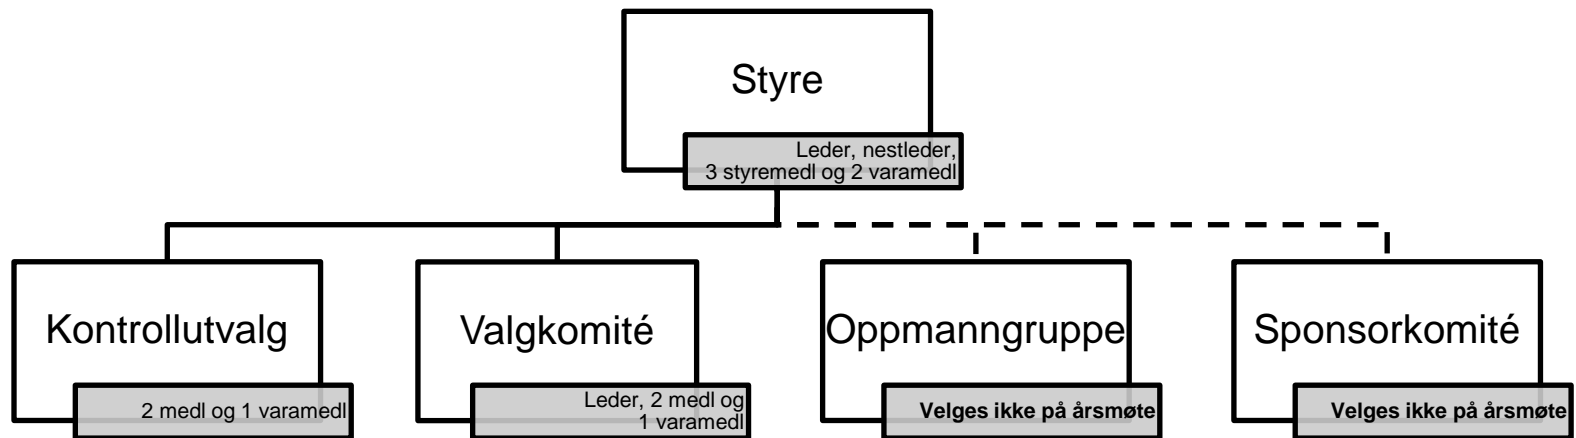 Styre
Leder, nestleder,
3 styremedl og 2 varamedl
Kontrollutvalg
2 medl og 1 varamedl
Valgkomité
Leder, 2 medl og
1 varamedl
Oppmanngruppe
Velges ikke på årsmøte
Sponsorkomité
Velges ikke på årsmøte